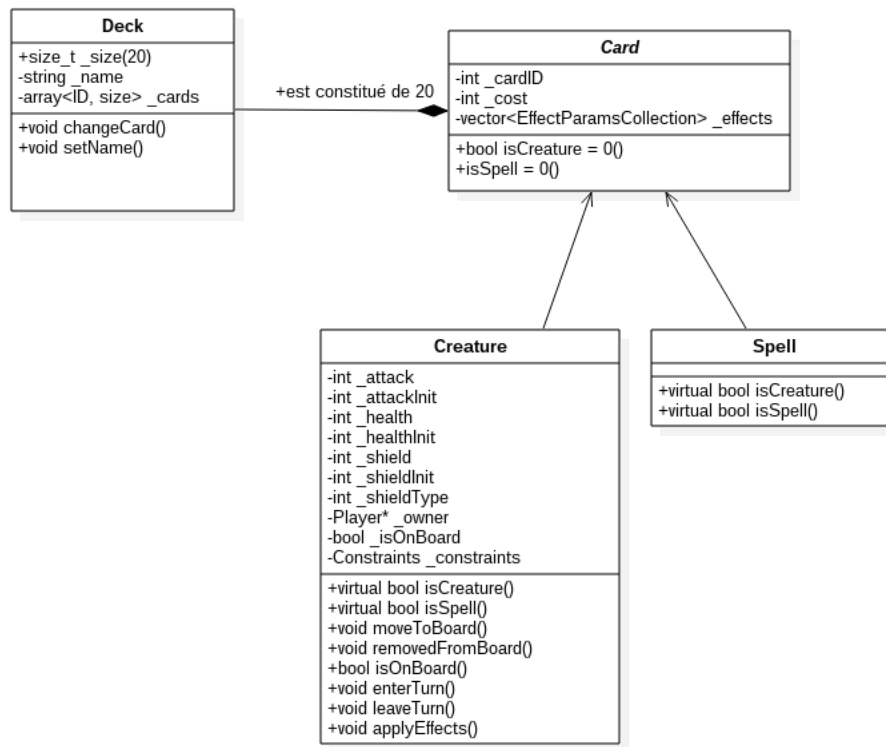 Deck
+size_t _size(20)
-string _name
-array<ID, size> _cards
+void changeCard()
+void setName()
+est constitué de 20
Card
-int _cardID
-int _cost
-vector<EffectParamsCollection> _effects
+bool isCreature = 0()
+isSpell = 0()
Creature
-int _attack
-int _attackInit
-int _health
-int _healthInit
-int _shield
-int _shieldInit
-int _shieldType
-Player* _owner
-bool _isOnBoard
-Constraints _constraints
+virtual bool isCreature()
+virtual bool isSpell()
+void moveToBoard()
+void removedFromBoard()
+bool isOnBoard()
+void enterTurn()
+void leaveTurn()
+void applyEffects()
Spell
+virtual bool isCreature()
+virtual bool isSpell()